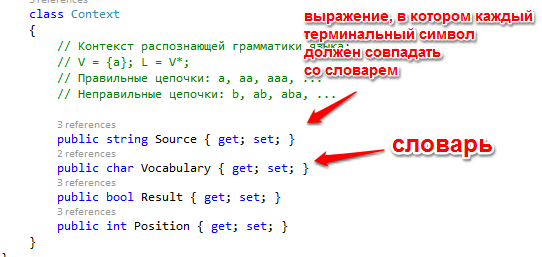 class Context
{
// Контекст распознающей грамматики языка:
// V = {a}; L = V*;
// Правильные цепочки: a, aa, aaa, ...
// Неправильные цепочки: b, ab, aba, ...
выражение, в котором каждый
терминальный символ
должен совпадать
со словарем
3 references
public string Source { get; set; }
2 references
public char Vocabulary { get; set; }
словарь
3 references
public bool Result { get; set; }
3 references
public int Position { get; set; }
}